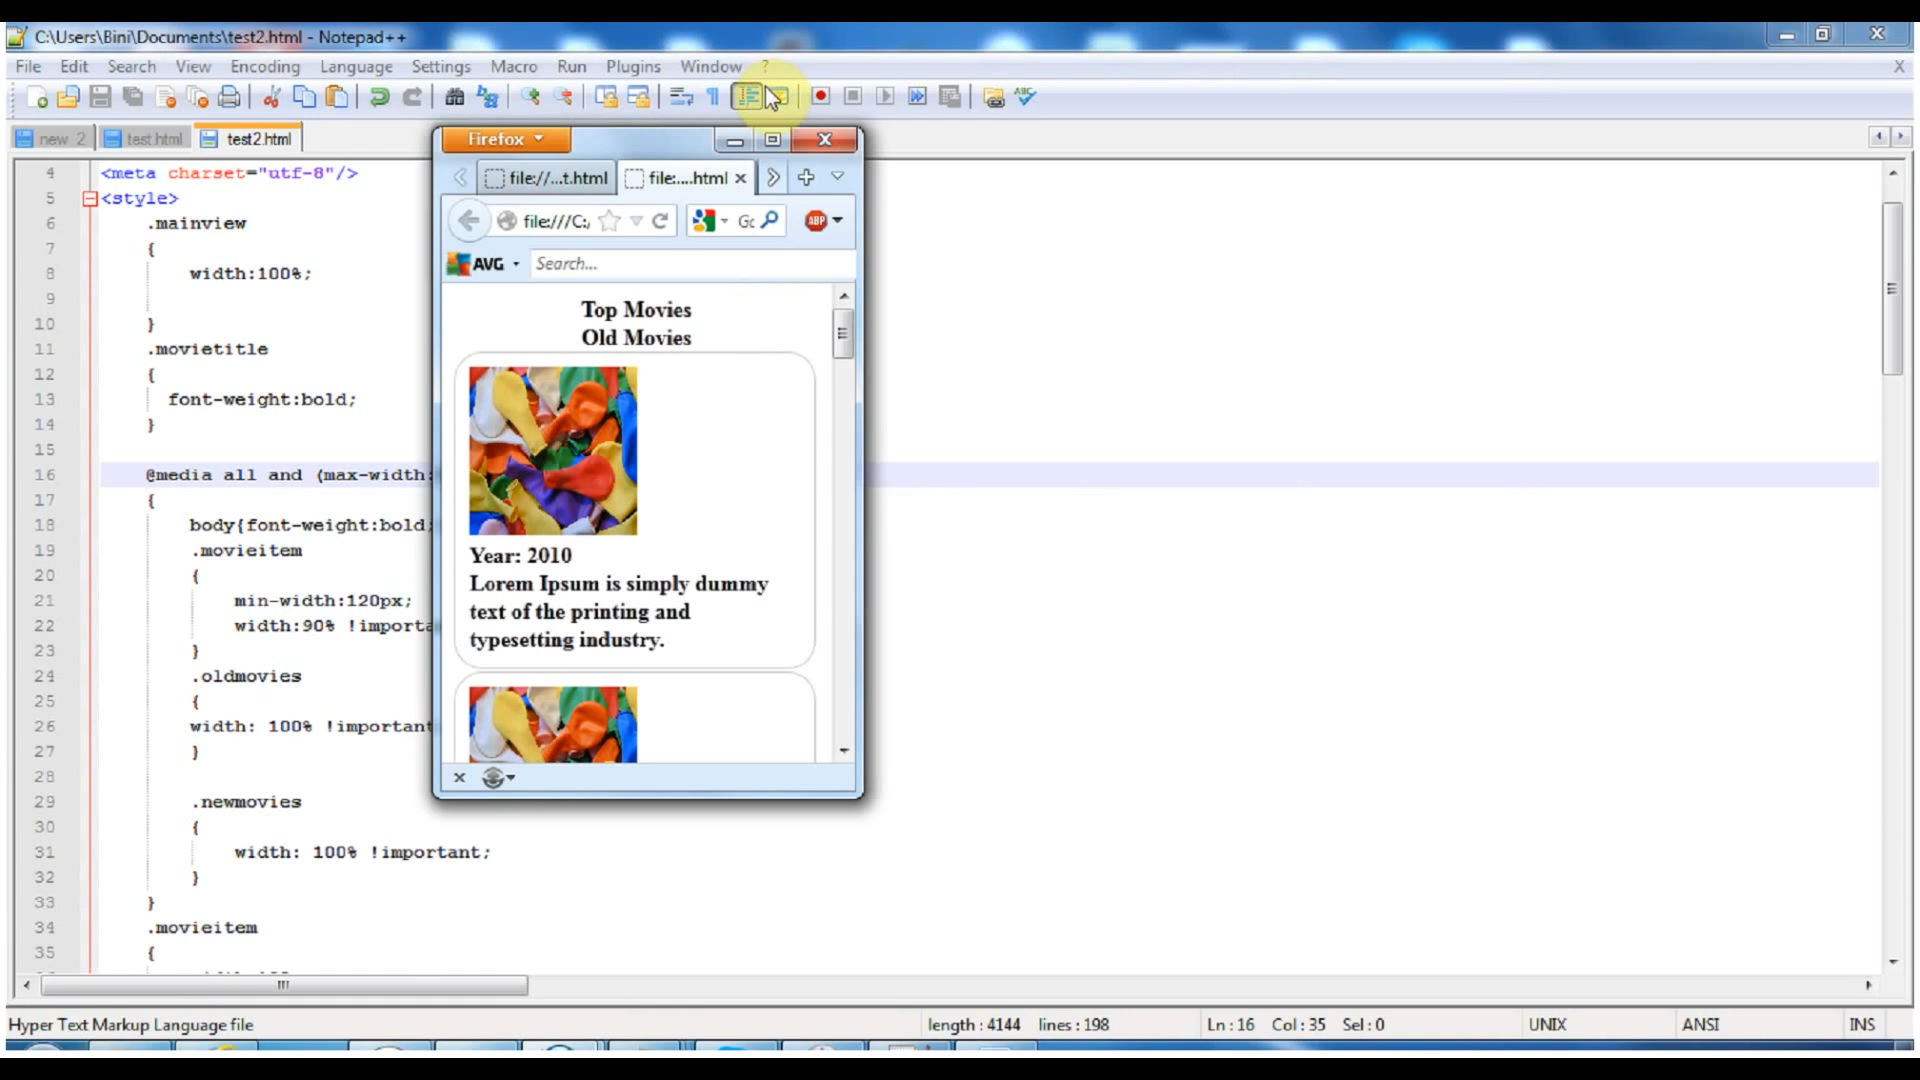 C:\Users\Bini\Documents\test2.html - Notepad++
File Edit Search View Encoding Language Settings Macro Run Plugins Window ? X
new 2 test.html test2.html
4 <meta charset="utf-8"/>
5 <style>
6 .mainview
7 {
8 width:100%;
9
10 }
11 .movietitle
12 {
13 font-weight:bold;
14 }
15
16 @media all and (max-width:
17 {
18 body{font-weight:bold;
19 .movieitem
20 {
21 min-width:120px;
22 width:90% !importa
23 }
24 .oldmovies
25 {
26 width: 100% !important
27 }
28
29 .newmovies
30 {
31 width: 100% !important;
32 }
33 }
34 .movieitem
35 {
Firefox
file://...t.html file:....html
file:///C:/ Gc ABP
AVG Search...
Top Movies
Old Movies
Year: 2010
Lorem Ipsum is simply dummy
text of the printing and
typesetting industry.
Hyper Text Markup Language file length : 4144 lines : 198 Ln : 16 Col : 35 Sel : 0 UNIX ANSI INS